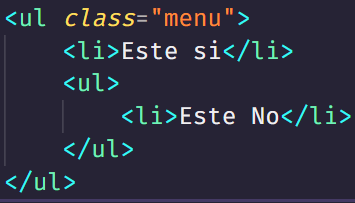 <ul class="menu">
<li>Este si</li>
<ul>
<li>Este No</li>
</ul>
</ul>